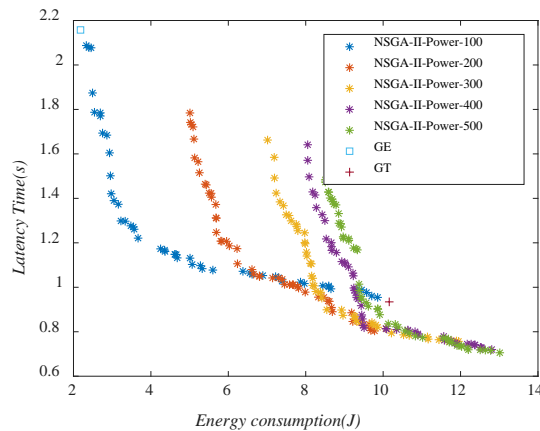 2.2
2
1.8
1.6
1.4
1.2
1
0.8
0.6
Latency Time(s)
2 4 6 8 10 12 14
Energy consumption(J)
NSGA-II-Power-100
NSGA-II-Power-200
NSGA-II-Power-300
NSGA-II-Power-400
NSGA-II-Power-500
GE
GT